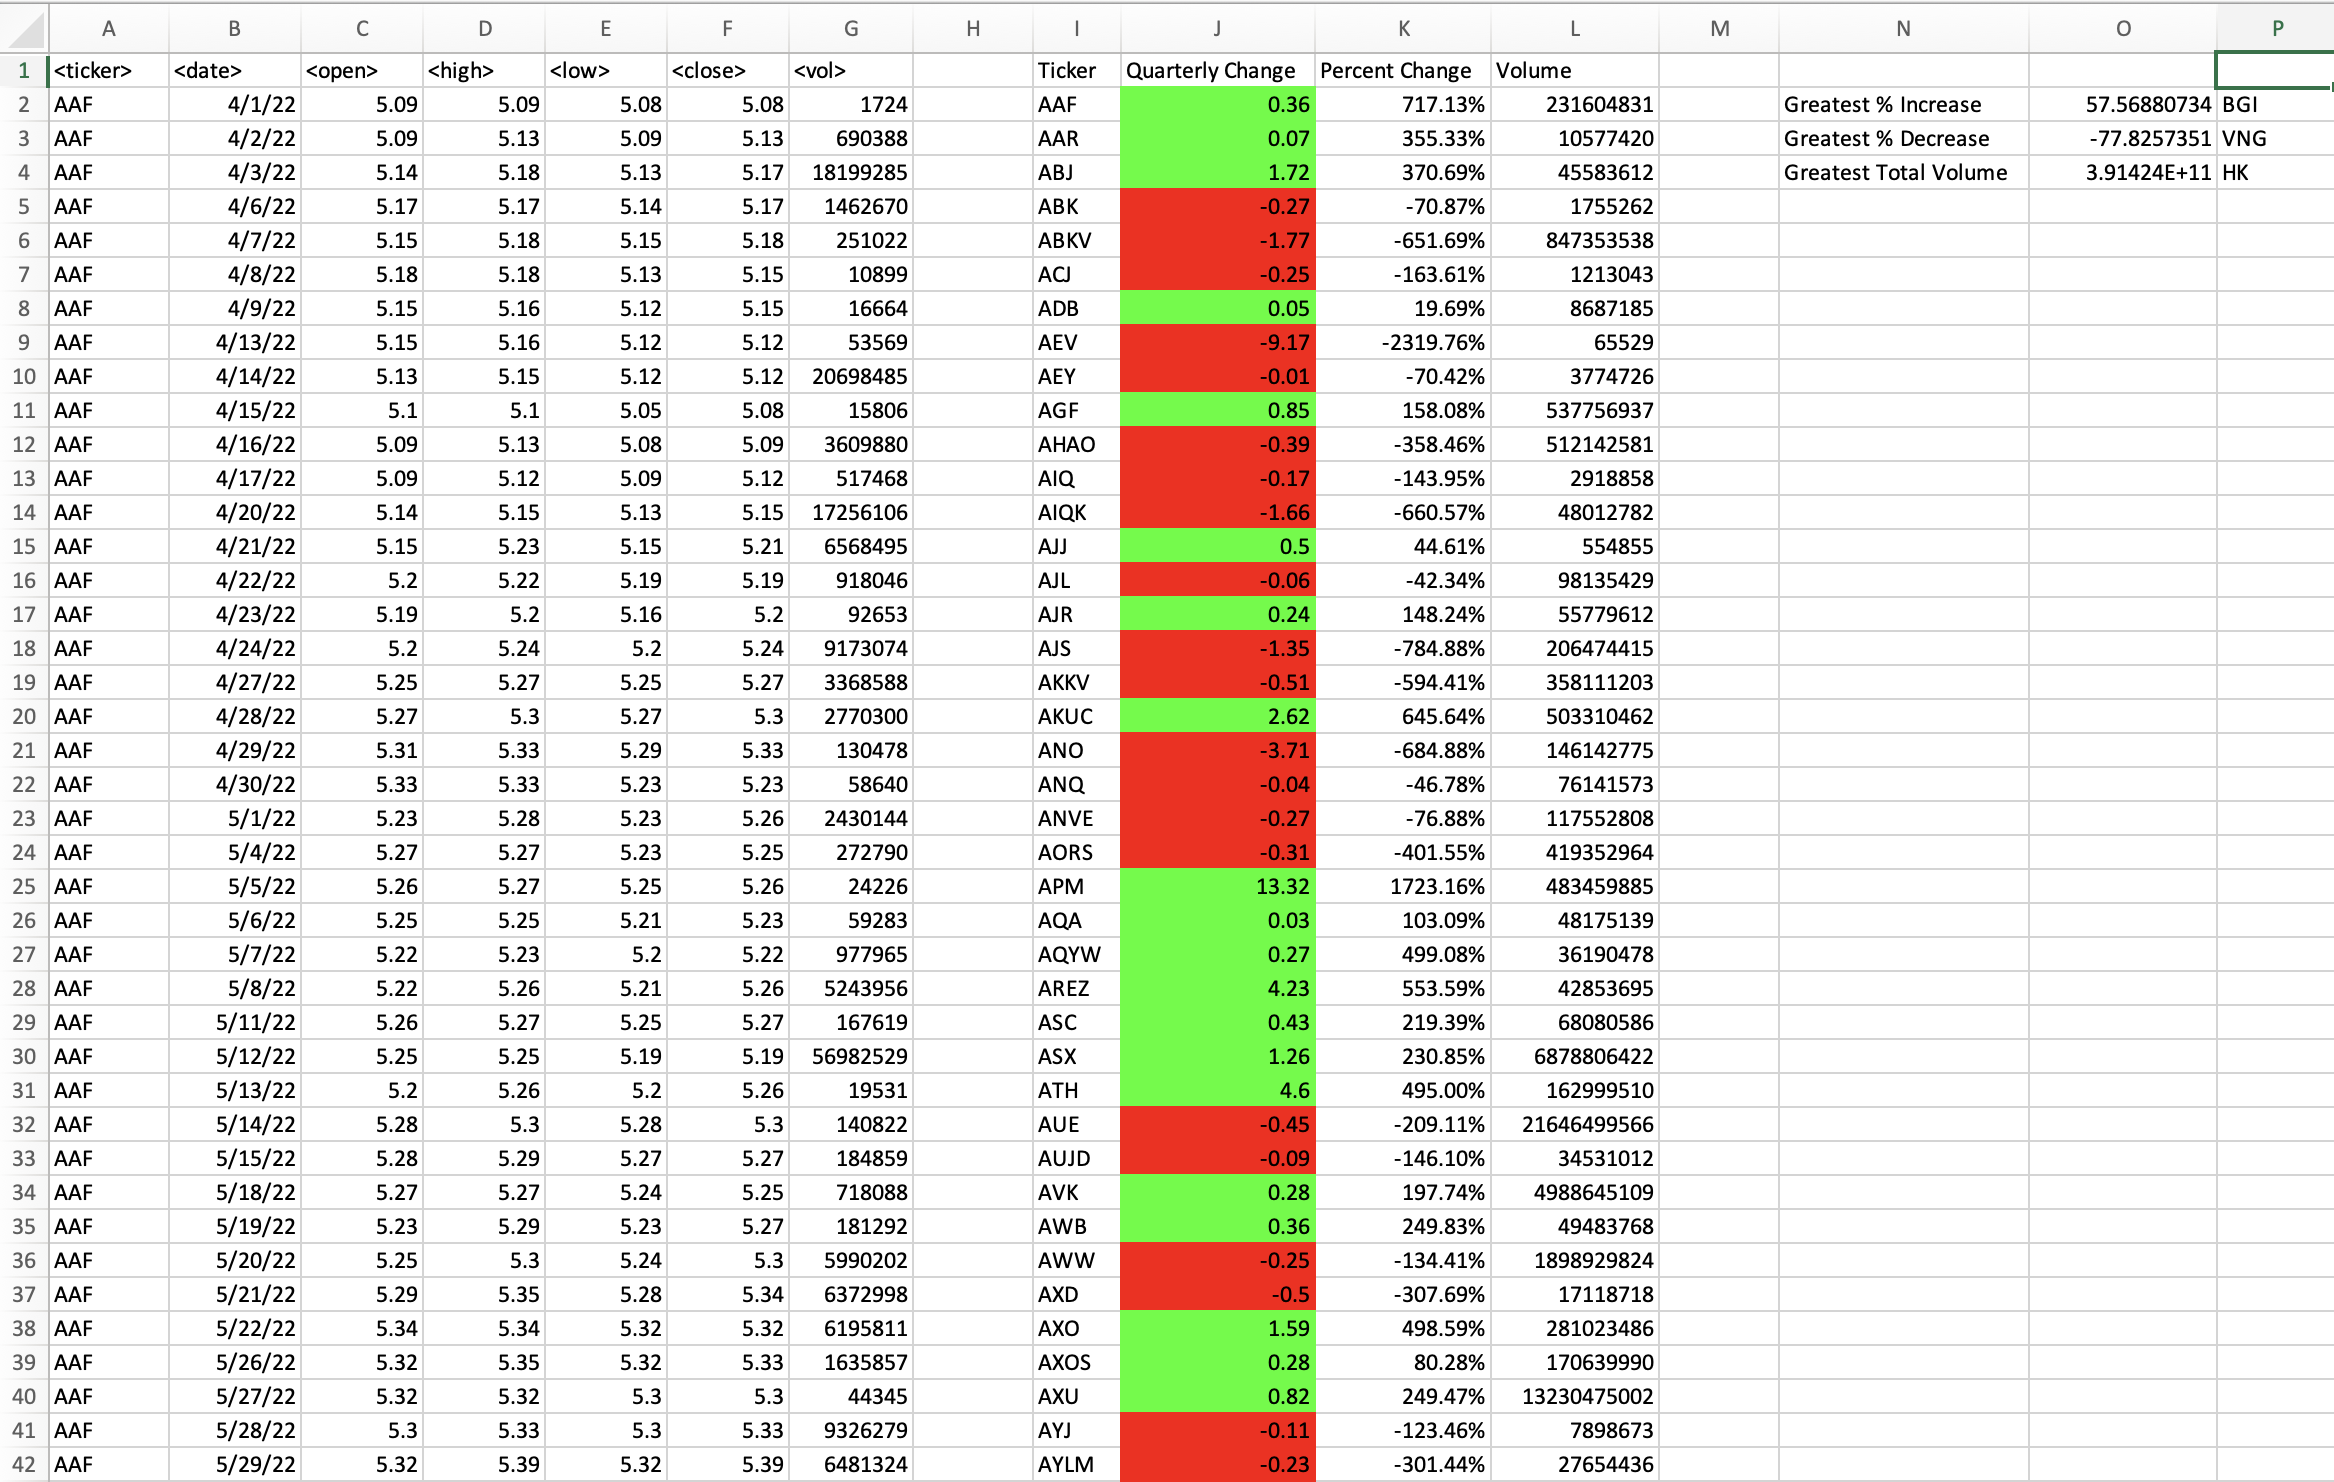 A B C D E F G H I J K L M N O P
1 <ticker> <date> <open> <high> <low> <close> <vol> Ticker Quarterly Change Percent Change Volume
2 AAF 4/1/22 5.09 5.09 5.08 5.08 1724 AAF 0.36 717.13% 231604831 Greatest % Increase 57.56880734 BGI
3 AAF 4/2/22 5.09 5.13 5.09 5.13 690388 AAR 0.07 355.33% 10577420 Greatest % Decrease -77.8257351 VNG
4 AAF 4/3/22 5.14 5.18 5.13 5.17 18199285 ABJ 1.72 370.69% 45583612 Greatest Total Volume 3.91424E+11 HK
5 AAF 4/6/22 5.17 5.17 5.14 5.17 1462670 ABK -0.27 -70.87% 1755262
6 AAF 4/7/22 5.15 5.18 5.15 5.18 251022 ABKV -1.77 -651.69% 847353538
7 AAF 4/8/22 5.18 5.18 5.13 5.15 10899 ACJ -0.25 -163.61% 1213043
8 AAF 4/9/22 5.15 5.16 5.12 5.15 16664 ADB 0.05 19.69% 8687185
9 AAF 4/13/22 5.15 5.16 5.12 5.12 53569 AEV -9.17 -2319.76% 65529
10 AAF 4/14/22 5.13 5.15 5.12 5.12 20698485 AEY -0.01 -70.42% 3774726
11 AAF 4/15/22 5.1 5.1 5.05 5.08 15806 AGF 0.85 158.08% 537756937
12 AAF 4/16/22 5.09 5.13 5.08 5.09 3609880 AHAO -0.39 -358.46% 512142581
13 AAF 4/17/22 5.09 5.12 5.09 5.12 517468 AIQ -0.17 -143.95% 2918858
14 AAF 4/20/22 5.14 5.15 5.13 5.15 17256106 AIQK -1.66 -660.57% 48012782
15 AAF 4/21/22 5.15 5.23 5.15 5.21 6568495 AJJ 0.5 44.61% 554855
16 AAF 4/22/22 5.2 5.22 5.19 5.19 918046 AJL -0.06 -42.34% 98135429
17 AAF 4/23/22 5.19 5.2 5.16 5.2 92653 AJR 0.24 148.24% 55779612
18 AAF 4/24/22 5.2 5.24 5.2 5.24 9173074 AJS -1.35 -784.88% 206474415
19 AAF 4/27/22 5.25 5.27 5.25 5.27 3368588 AKKV -0.51 -594.41% 358111203
20 AAF 4/28/22 5.27 5.3 5.27 5.3 2770300 AKUC 2.62 645.64% 503310462
21 AAF 4/29/22 5.31 5.33 5.29 5.33 130478 ANO -3.71 -684.88% 146142775
22 AAF 4/30/22 5.33 5.33 5.23 5.23 58640 ANQ -0.04 -46.78% 76141573
23 AAF 5/1/22 5.23 5.28 5.23 5.26 2430144 ANVE -0.27 -76.88% 117552808
24 AAF 5/4/22 5.27 5.27 5.23 5.25 272790 AORS -0.31 -401.55% 419352964
25 AAF 5/5/22 5.26 5.27 5.25 5.26 24226 APM 13.32 1723.16% 483459885
26 AAF 5/6/22 5.25 5.25 5.21 5.23 59283 AQA 0.03 103.09% 48175139
27 AAF 5/7/22 5.22 5.23 5.2 5.22 977965 AQYW 0.27 499.08% 36190478
28 AAF 5/8/22 5.22 5.26 5.21 5.26 5243956 AREZ 4.23 553.59% 42853695
29 AAF 5/11/22 5.26 5.27 5.25 5.27 167619 ASC 0.43 219.39% 68080586
30 AAF 5/12/22 5.25 5.25 5.19 5.19 56982529 ASX 1.26 230.85% 6878806422
31 AAF 5/13/22 5.2 5.26 5.2 5.26 19531 ATH 4.6 495.00% 162999510
32 AAF 5/14/22 5.28 5.3 5.28 5.3 140822 AUE -0.45 -209.11% 21646499566
33 AAF 5/15/22 5.28 5.29 5.27 5.27 184859 AUJD -0.09 -146.10% 34531012
34 AAF 5/18/22 5.27 5.27 5.24 5.25 718088 AVK 0.28 197.74% 4988645109
35 AAF 5/19/22 5.23 5.29 5.23 5.27 181292 AWB 0.36 249.83% 49483768
36 AAF 5/20/22 5.25 5.3 5.24 5.3 5990202 AWW -0.25 -134.41% 1898929824
37 AAF 5/21/22 5.29 5.35 5.28 5.34 6372998 AXD -0.5 -307.69% 17118718
38 AAF 5/22/22 5.34 5.34 5.32 5.32 6195811 AXO 1.59 498.59% 281023486
39 AAF 5/26/22 5.32 5.35 5.32 5.33 1635857 AXOS 0.28 80.28% 170639990
40 AAF 5/27/22 5.32 5.32 5.3 5.3 44345 AXU 0.82 249.47% 13230475002
41 AAF 5/28/22 5.3 5.33 5.3 5.33 9326279 AYJ -0.11 -123.46% 7898673
42 AAF 5/29/22 5.32 5.39 5.32 5.39 6481324 AYLM -0.23 -301.44% 27654436